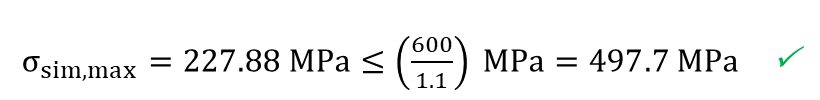 σsim,max = 227.88 MPa ≤ (600/1.1) MPa = 497.7 MPa ✓